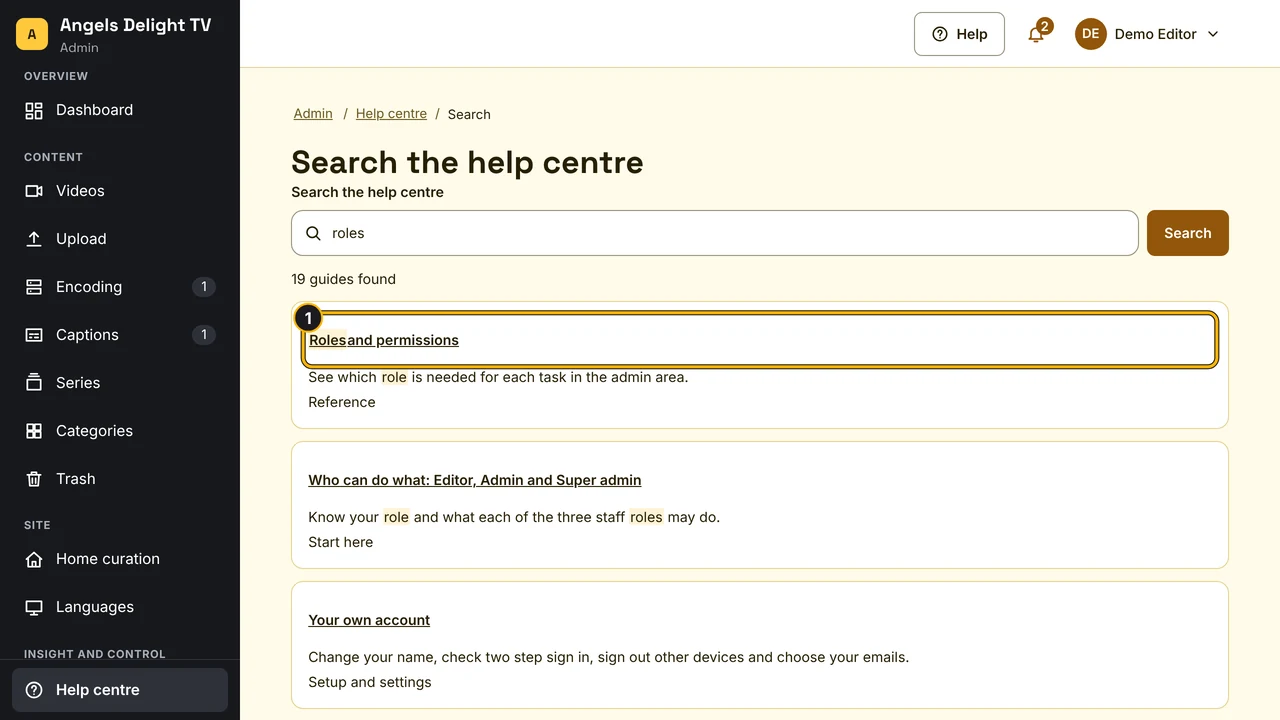 A
Angels Delight TV
Admin
OVERVIEW
Dashboard
CONTENT
Videos
Upload
Encoding 1
Captions 1
Series
Categories
Trash
SITE
Home curation
Languages
INSIGHT AND CONTROL
Help centre
Help
2
DE Demo Editor
Admin / Help centre / Search
Search the help centre
Search the help centre
roles
Search
19 guides found
1
Roles and permissions
See which role is needed for each task in the admin area.
Reference
Who can do what: Editor, Admin and Super admin
Know your role and what each of the three staff roles may do.
Start here
Your own account
Change your name, check two step sign in, sign out other devices and choose your emails.
Setup and settings